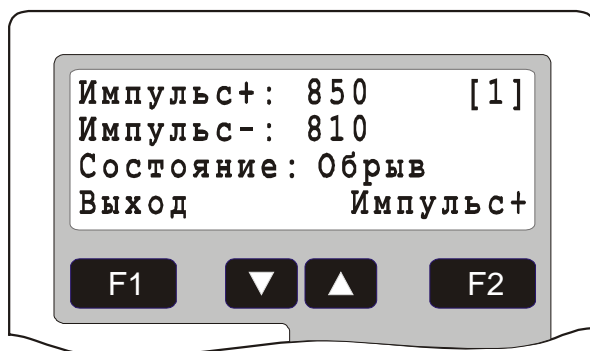 Импульс+: 850 [1]
Импульс-: 810
Состояние: Обрыв
Выход Импульс+
F1 ▼ ▲ F2